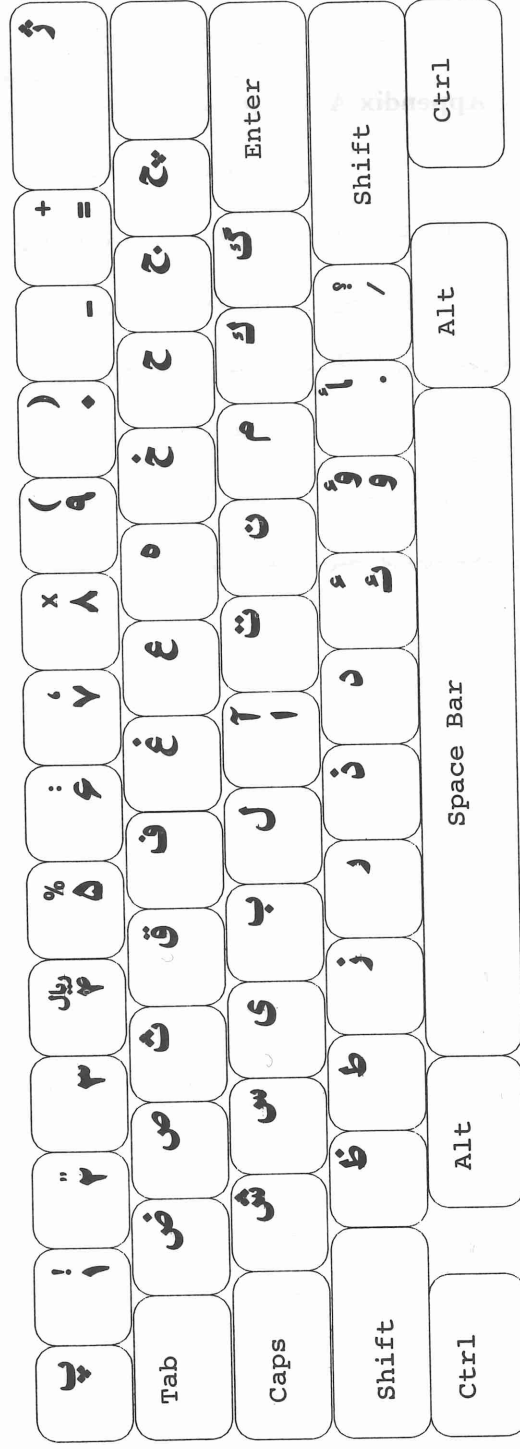 پ ! ۱ " ۲ ۳ ریال ۴ % ۵ : ۶ ، ۷ × ۸ ( ۹ ) ۰ - + = ژ
Tab ض ص ث ق ف غ ع ه خ ح ج چ
Caps ش س ی ب ل آ ا ت ن م ک گ Enter
Shift ظ ط ز ر ذ د ء ئ ؤ و أ . ؟ / Shift
Ctrl Alt Space Bar Alt Ctrl